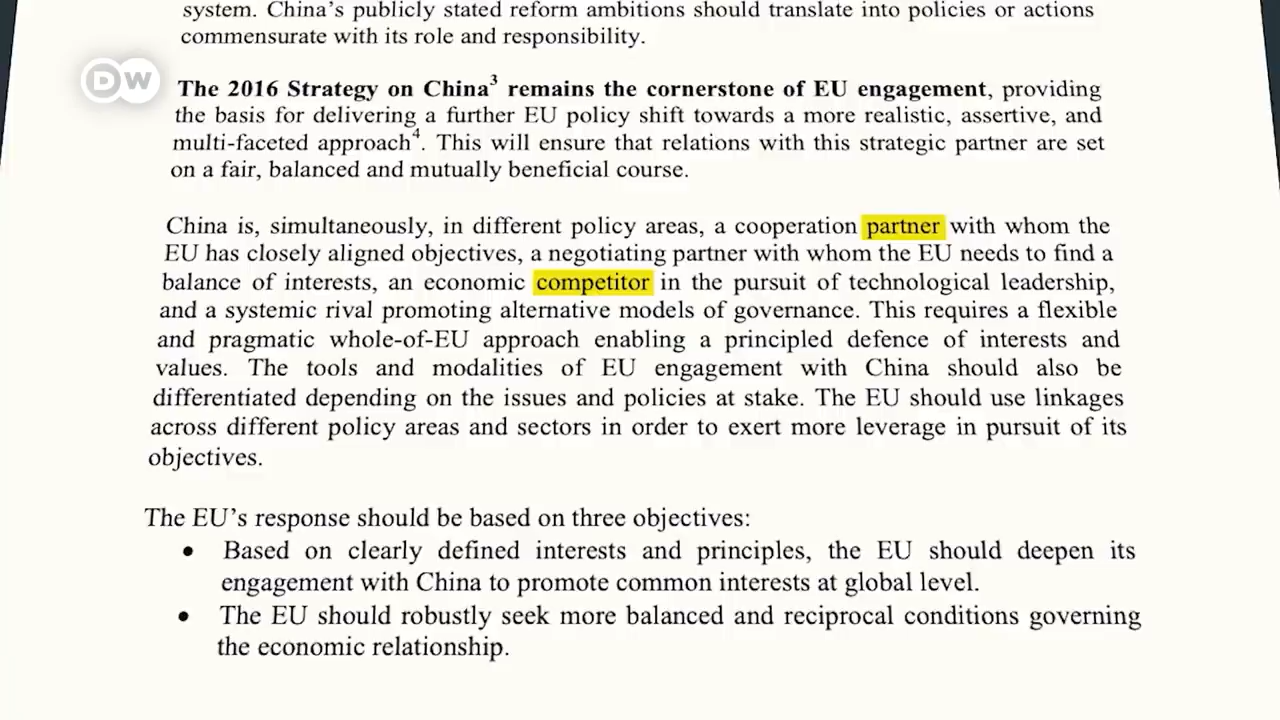 system. China's publicly stated reform ambitions should translate into policies or actions
commensurate with its role and responsibility.
DW
The 2016 Strategy on China³ remains the cornerstone of EU engagement, providing
the basis for delivering a further EU policy shift towards a more realistic, assertive, and
multi-faceted approach⁴. This will ensure that relations with this strategic partner are set
on a fair, balanced and mutually beneficial course.
China is, simultaneously, in different policy areas, a cooperation partner with whom the
EU has closely aligned objectives, a negotiating partner with whom the EU needs to find a
balance of interests, an economic competitor in the pursuit of technological leadership,
and a systemic rival promoting alternative models of governance. This requires a flexible
and pragmatic whole-of-EU approach enabling a principled defence of interests and
values. The tools and modalities of EU engagement with China should also be
differentiated depending on the issues and policies at stake. The EU should use linkages
across different policy areas and sectors in order to exert more leverage in pursuit of its
objectives.
The EU's response should be based on three objectives:
• Based on clearly defined interests and principles, the EU should deepen its
engagement with China to promote common interests at global level.
• The EU should robustly seek more balanced and reciprocal conditions governing
the economic relationship.